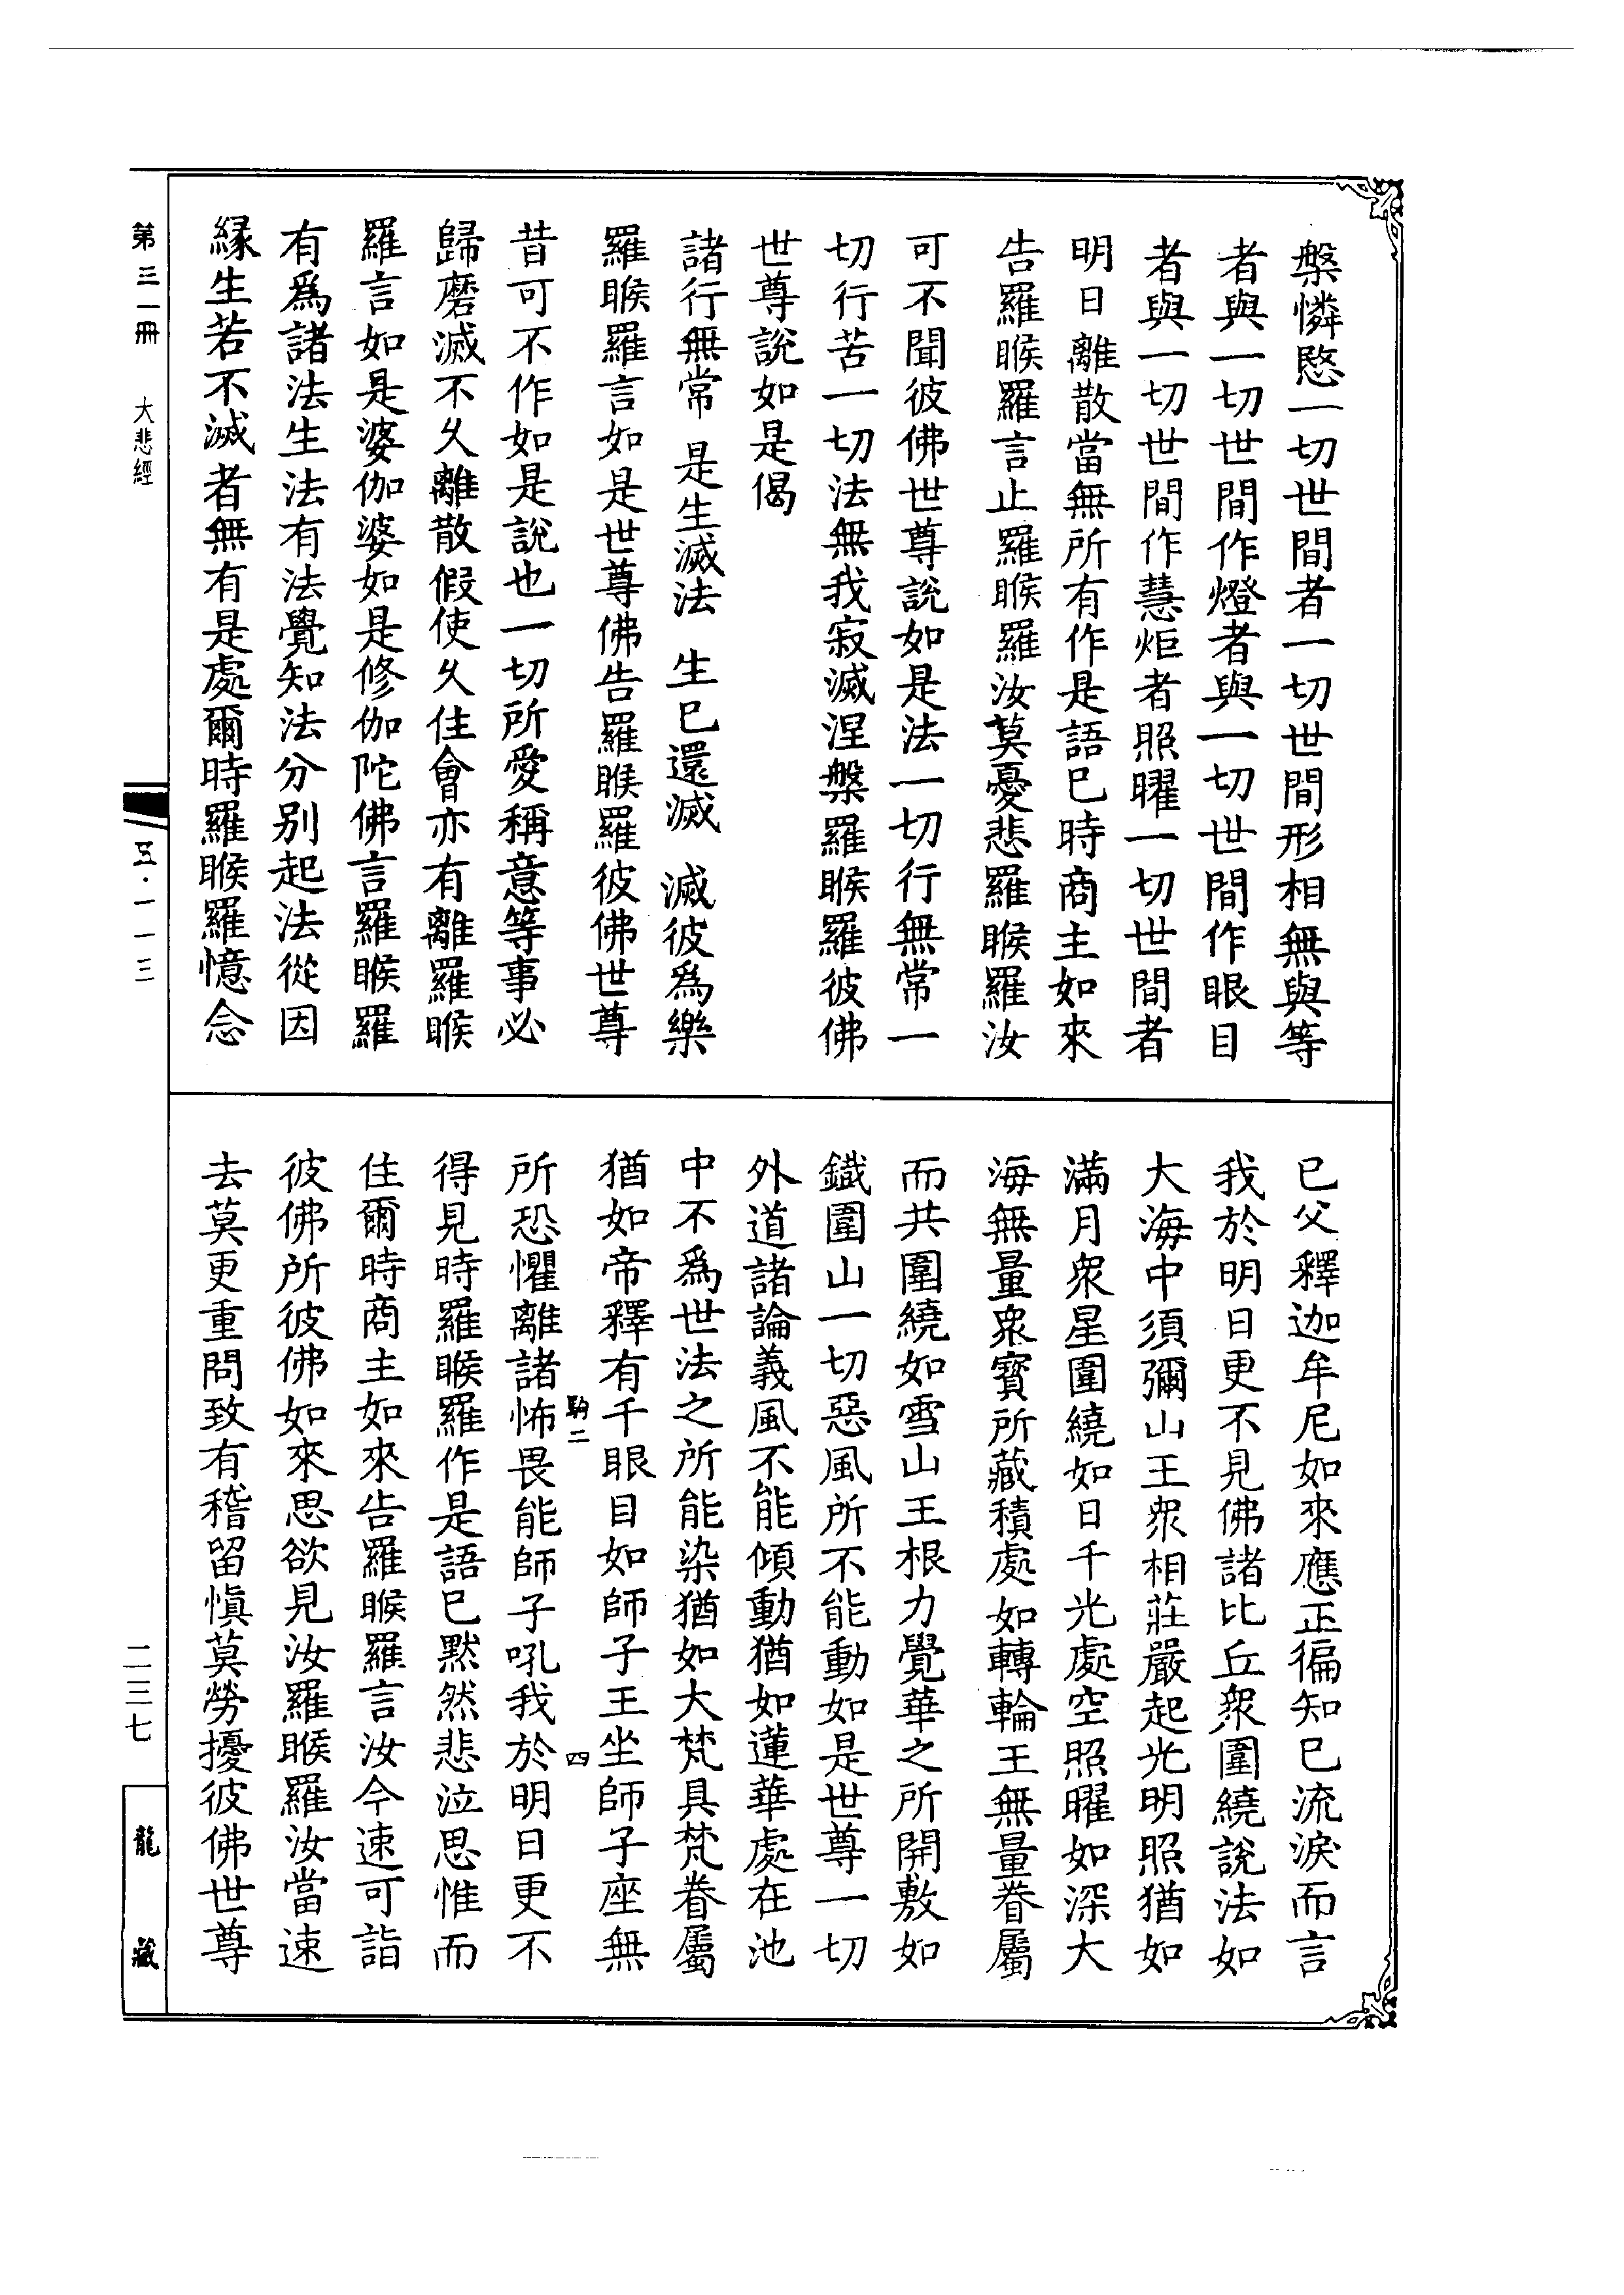 槃憐愍一切世間者一切世間形相無與等
者與一切世間作燈者與一切世間作眼目
者與一切世間作慧炬者照曜一切世間者
明日離散當無所有作是語已時商主如來
告羅睺羅言止羅睺羅汝莫憂悲羅睺羅汝
可不聞彼佛世尊說如是法一切行無常一
切行苦一切法無我寂滅涅槃羅睺羅彼佛
世尊說如是偈
諸行無常　是生滅法　生已還滅　滅彼爲樂
羅睺羅言如是世尊佛告羅睺羅彼佛世尊
昔可不作如是說也一切所愛稱意等事必
歸磨滅不久離散假使久住會亦有離羅睺
羅言如是婆伽婆如是修伽陀佛言羅睺羅
有爲諸法生法有法覺知法分別起法從因
緣生若不滅者無有是處爾時羅睺羅憶念
已父釋迦牟尼如來應正徧知已流淚而言
我於明日更不見佛諸比丘衆圍繞說法如
大海中須彌山王衆相莊嚴起光明照猶如
滿月衆星圍繞如日千光處空照曜如深大
海無量衆寶所藏積處如轉輪王無量眷屬
而共圍繞如雪山王根力覺華之所開敷如
鐵圍山一切惡風所不能動如是世尊一切
外道諸論義風不能傾動猶如蓮華處在池
中不爲世法之所能染猶如大梵具梵眷屬
猶如帝釋有千眼目如師子王坐師子座無
駒二　四
所恐懼離諸怖畏能師子吼我於明日更不
得見時羅睺羅作是語已默然悲泣思惟而
住爾時商主如來告羅睺羅言汝今速可詣
彼佛所彼佛如來思欲見汝羅睺羅汝當速
去莫更重問致有稽留愼莫勞擾彼佛世尊
第三一冊　大悲經
五·一一三
二三七
龍藏